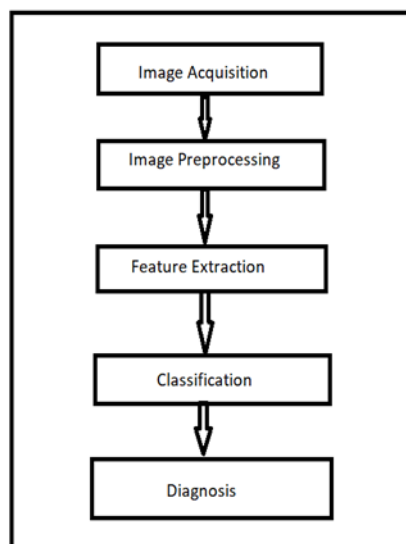 Image Acquisition
Image Preprocessing
Feature Extraction
Classification
Diagnosis